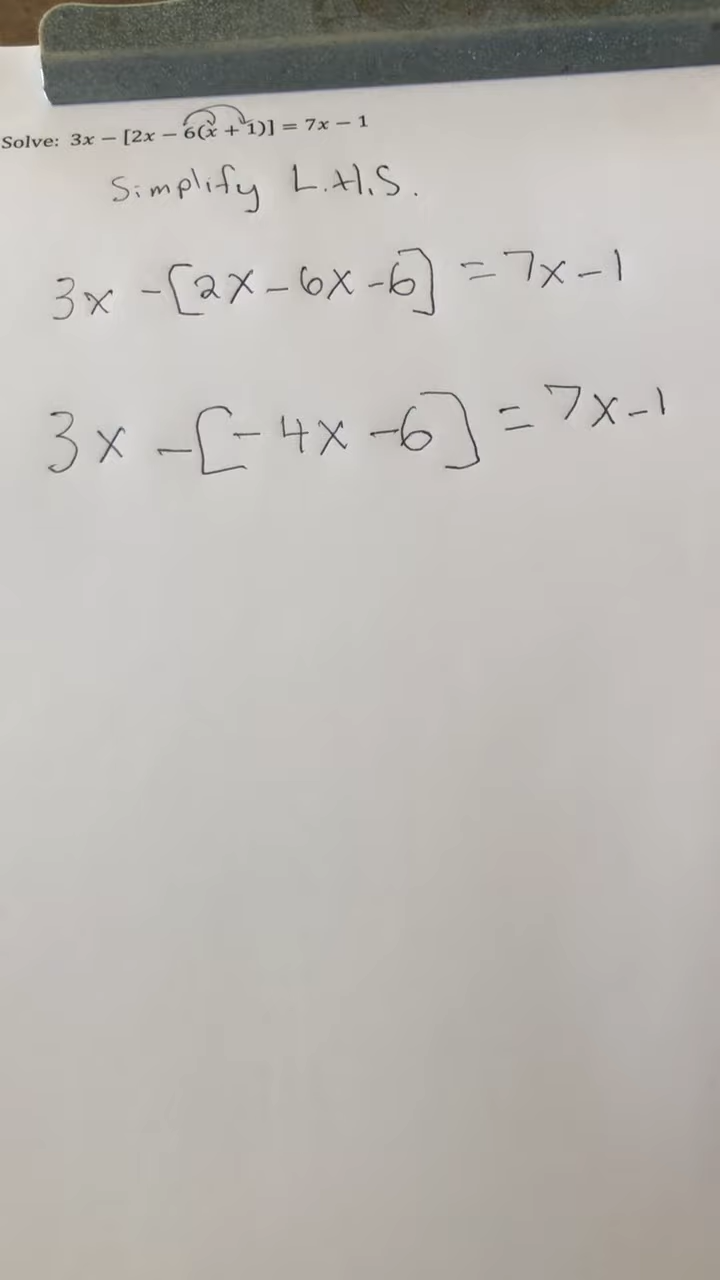 Solve: 3x − [2x − 6(x + 1)] = 7x − 1
Simplify L.H.S.
3x -[2x - 6x - 6] = 7x - 1
3x -[- 4x - 6] = 7x - 1